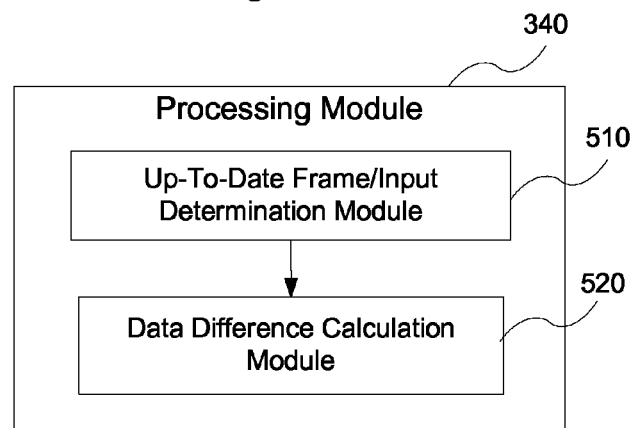 340
Processing Module
510
Up-To-Date Frame/Input
Determination Module
520
Data Difference Calculation
Module